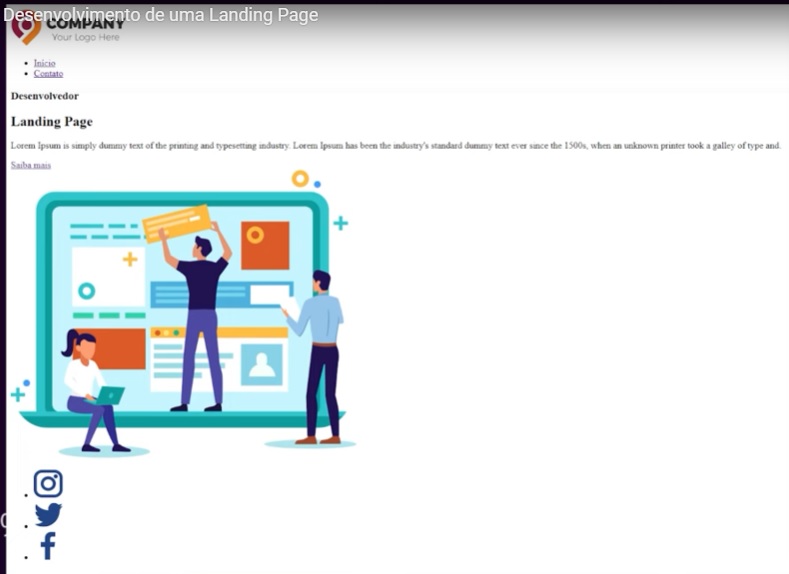 Desenvolvimento de uma Landing Page
COMPANY
Your Logo Here
Início
Contato
Desenvolvedor
Landing Page
Lorem Ipsum is simply dummy text of the printing and typesetting industry. Lorem Ipsum has been the industry's standard dummy text ever since the 1500s, when an unknown printer took a galley of type and.
Saiba mais